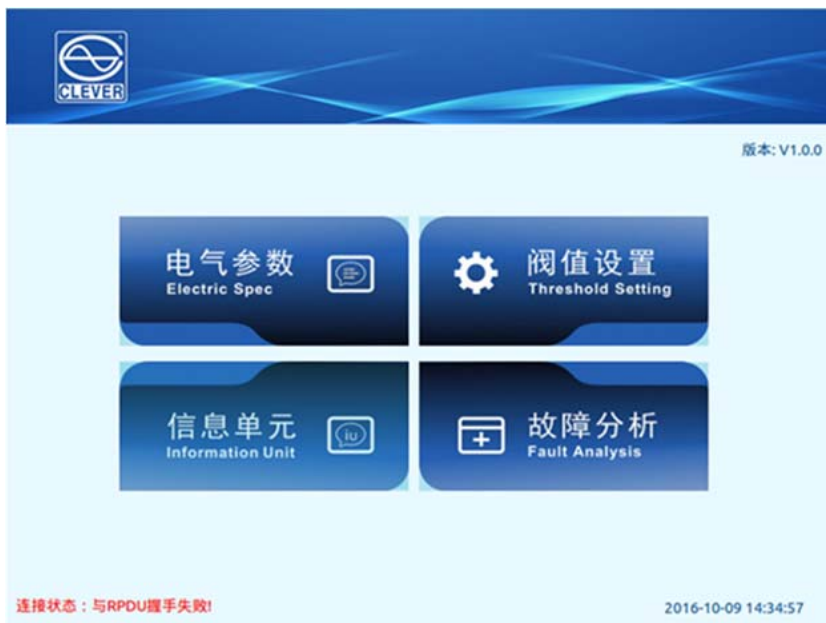 CLEVER
版本: V1.0.0
电气参数
Electric Spec
阀值设置
Threshold Setting
信息单元
iu
Information Unit
故障分析
Fault Analysis
连接状态：与RPDU握手失败!
2016-10-09 14:34:57